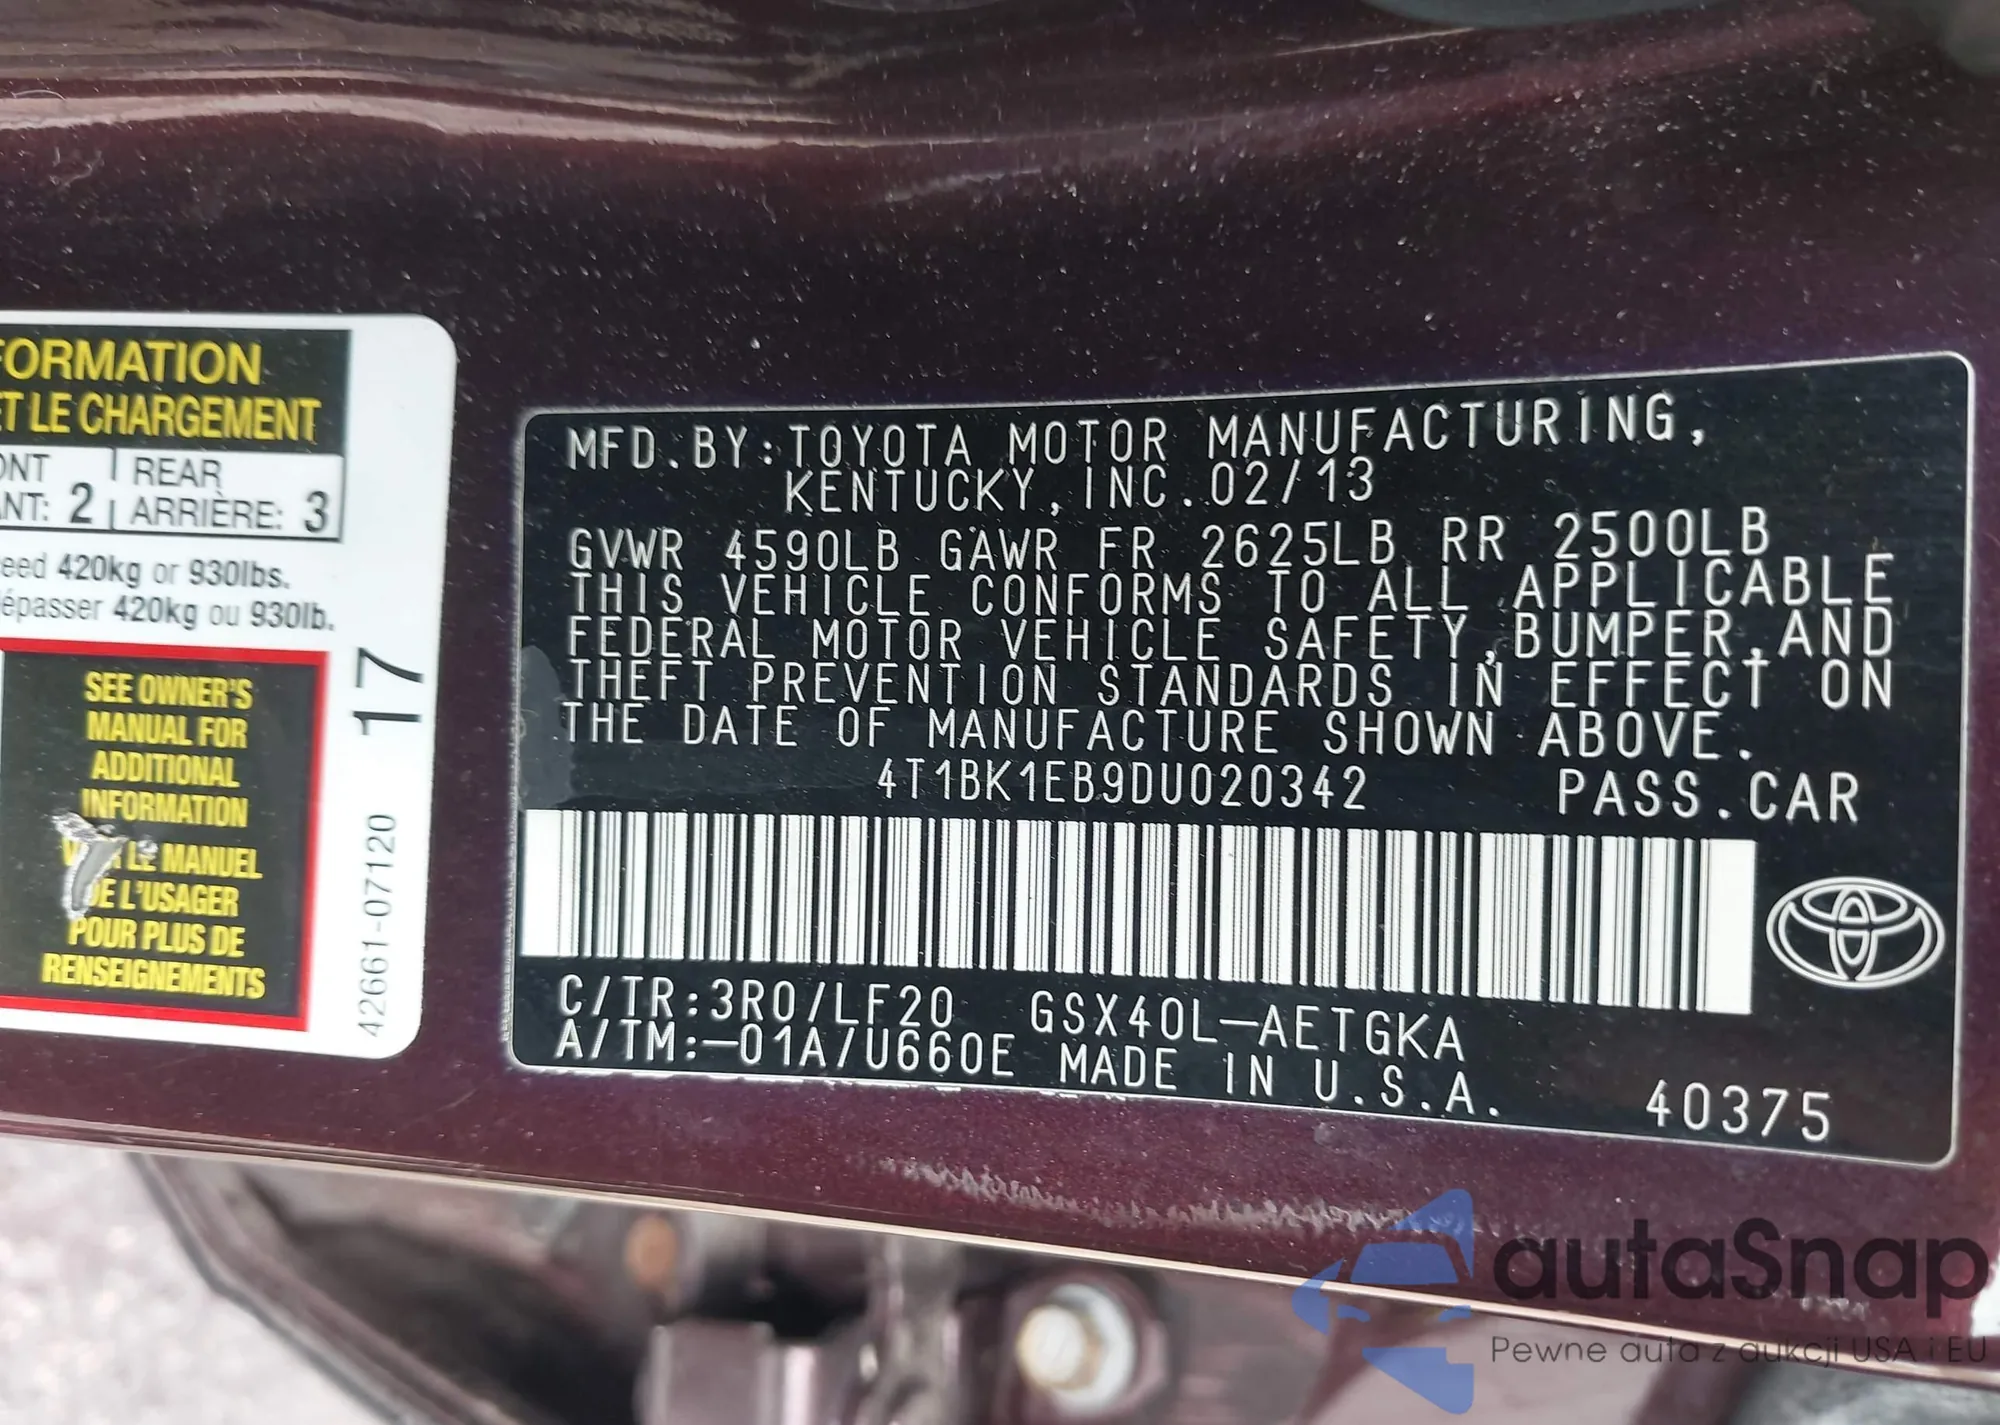 FORMATION
ET LE CHARGEMENT
ONT | REAR
ANT: 2 | ARRIÈRE: 3
eed 420kg or 930lbs.
épasser 420kg ou 930lb.
SEE OWNER'S
MANUAL FOR
ADDITIONAL
INFORMATION
LE MANUEL
DE L'USAGER
POUR PLUS DE
RENSEIGNEMENTS
42661-07120 17
MFD.BY:TOYOTA MOTOR MANUFACTURING,
KENTUCKY,INC.02/13
GVWR 4590LB GAWR FR 2625LB RR 2500LB
THIS VEHICLE CONFORMS TO ALL APPLICABLE
FEDERAL MOTOR VEHICLE SAFETY,BUMPER,AND
THEFT PREVENTION STANDARDS IN EFFECT ON
THE DATE OF MANUFACTURE SHOWN ABOVE.
4T1BK1EB9DU020342 PASS.CAR
C/TR:3R0/LF20 GSX40L-AETGKA
A/TM:-01A/U660E MADE IN U.S.A.
40375
autaSnap
Pewne auta z aukcji USA i EU